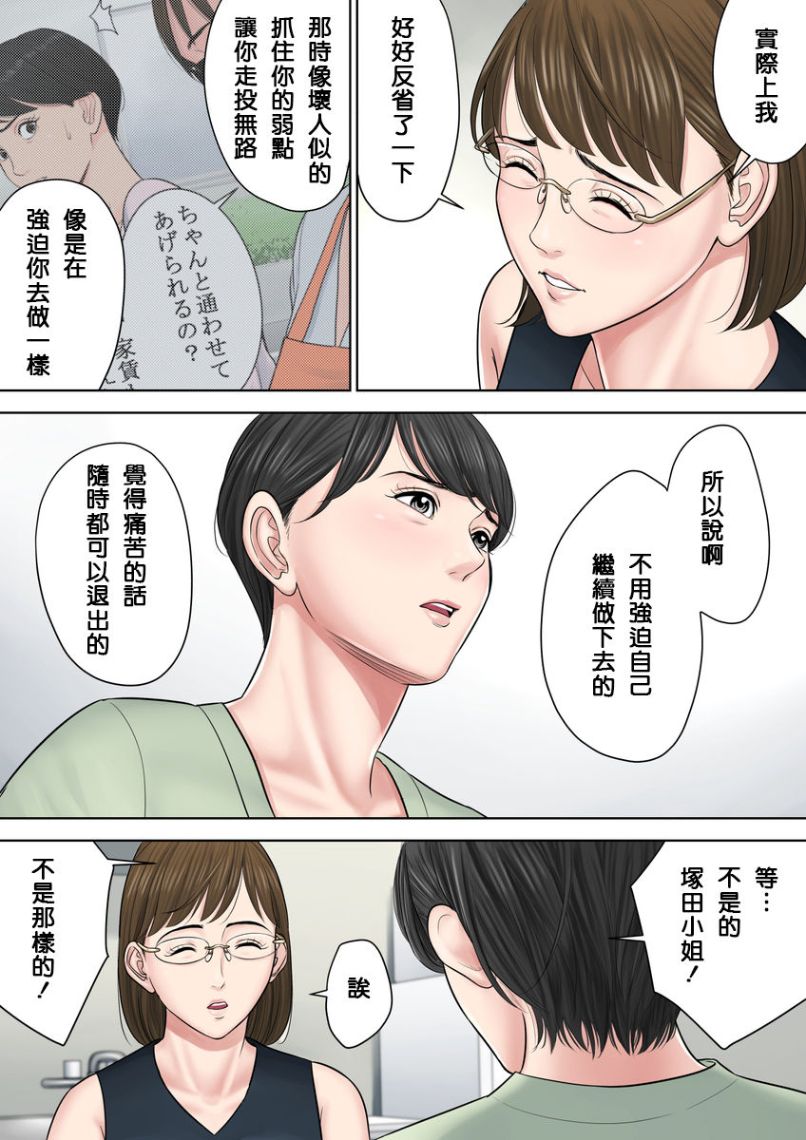 實際上我
好好反省了一下
那時像壞人似的
抓住你的弱點
讓你走投無路
ちゃんと通わせて
あげられるの？
家賃
像是在
強迫你去做一樣
所以說啊
不用強迫自己
繼續做下去的
覺得痛苦的話
隨時都可以退出的
等…
不是的
塚田小姐！
誒
不是那樣的！